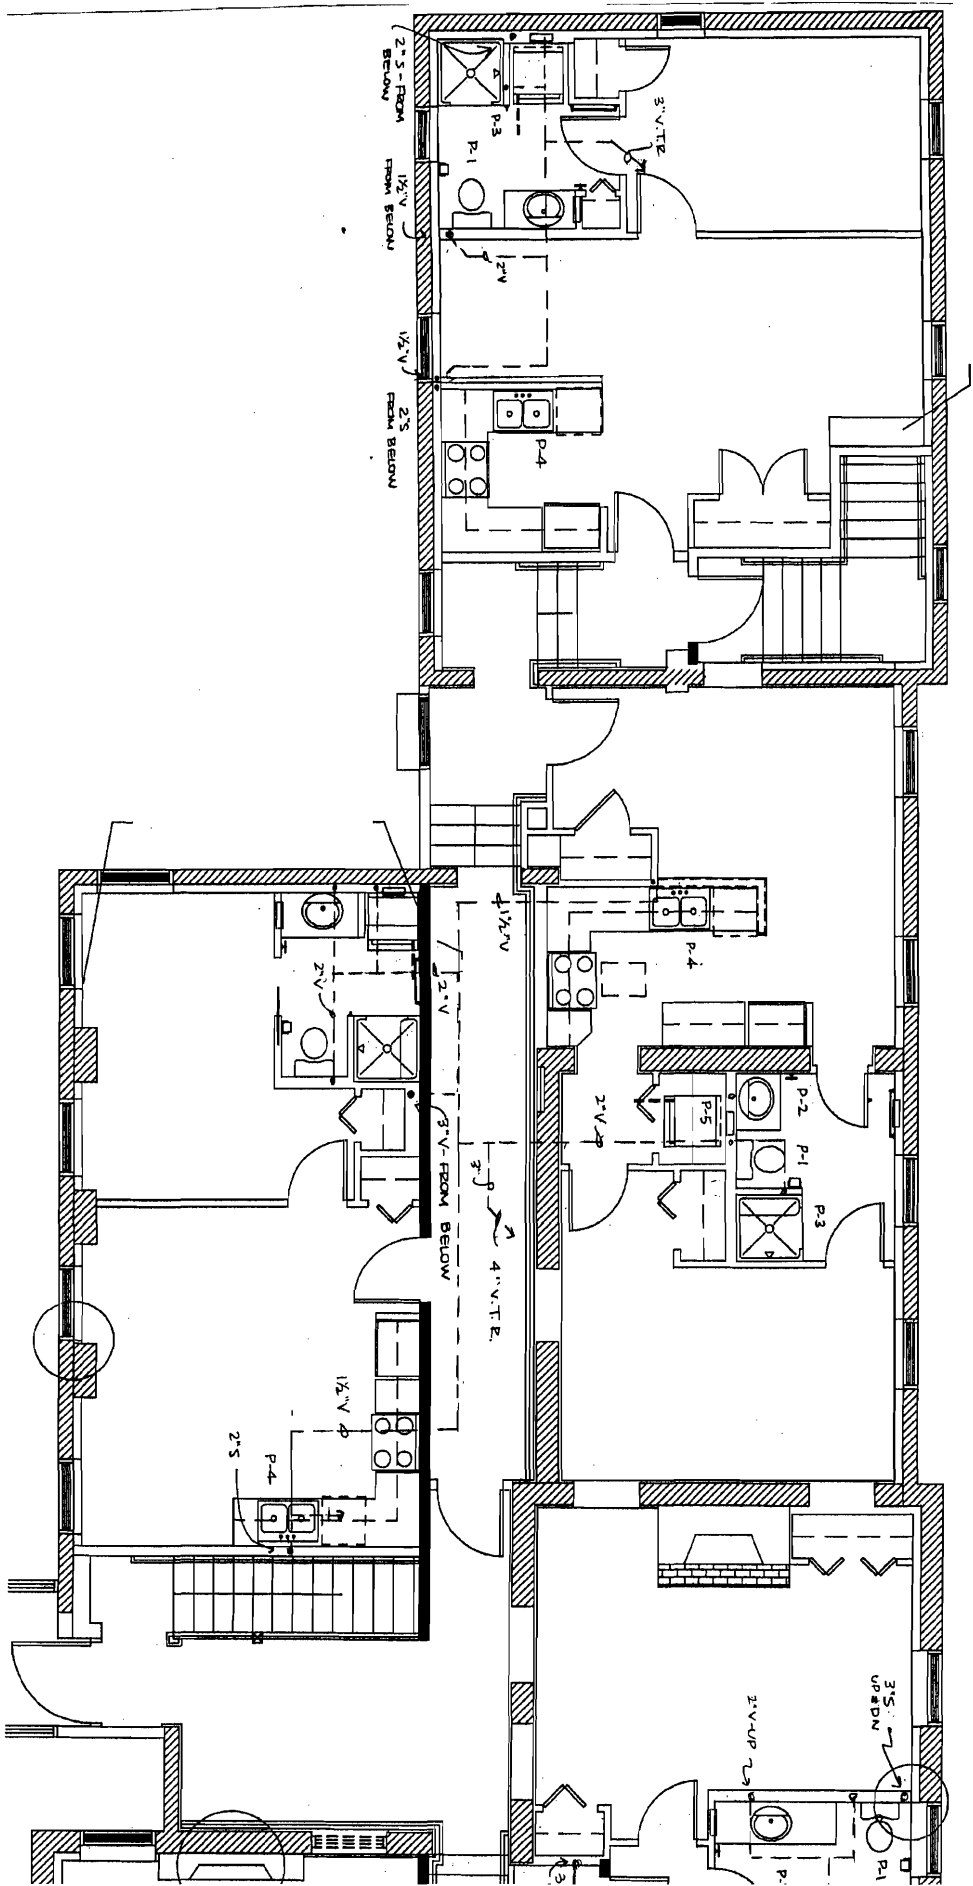 2" S - FROM
BELOW
P-3
P-1
3" V.T.R.
1½" V
FROM BELOW
2" V
1½" V
2" S
FROM BELOW
P-4
1½" V
2" V
2" V
P-4
2" V
P-5
P-2
P-1
P-3
3" V - FROM BELOW
3"
4" V.T.R.
1½" V
2" S
P-4
3" S
UP & DN
2" V-UP
P-1
3